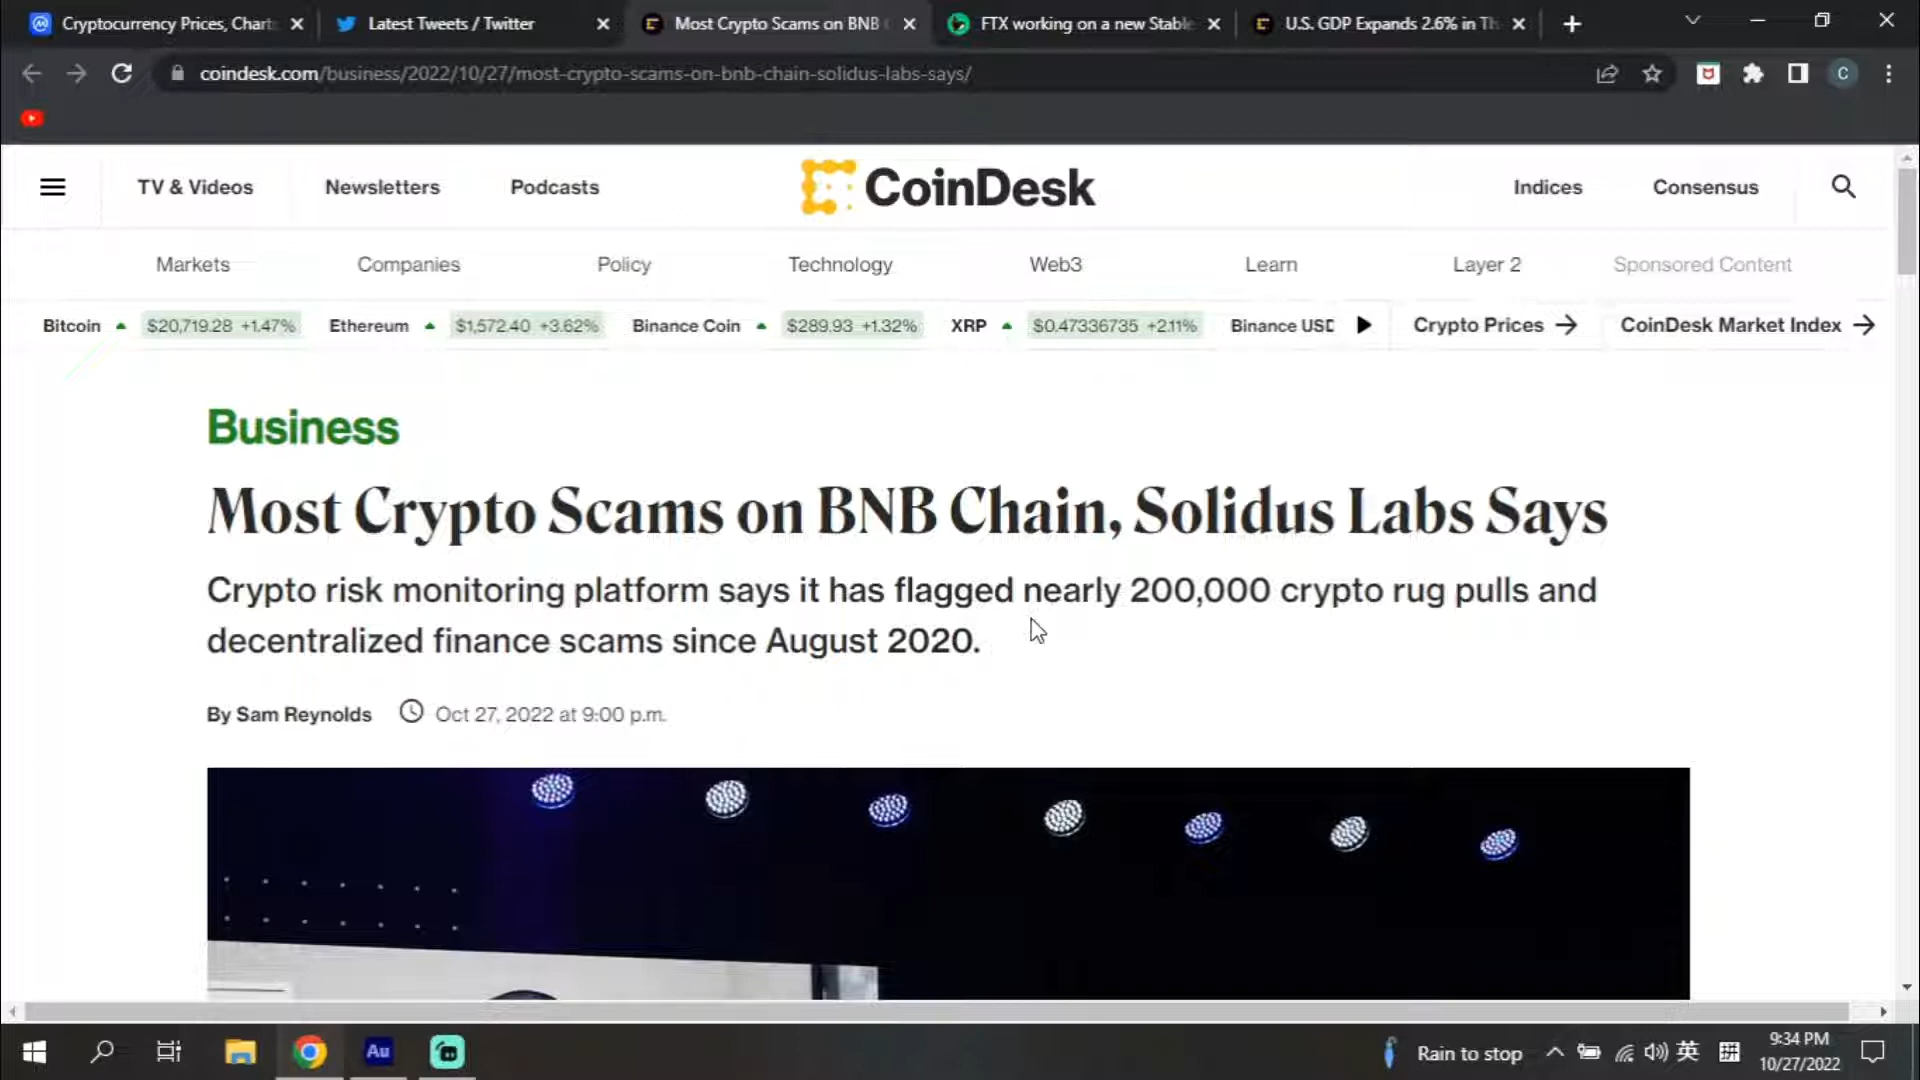 Cryptocurrency Prices, Chart
Latest Tweets / Twitter
Most Crypto Scams on BNB
FTX working on a new Stable
U.S. GDP Expands 2.6% in Th
coindesk.com/business/2022/10/27/most-crypto-scams-on-bnb-chain-solidus-labs-says/
C
TV & Videos
Newsletters
Podcasts
CoinDesk
Indices
Consensus
Markets
Companies
Policy
Technology
Web3
Learn
Layer 2
Sponsored Content
Bitcoin $20,719.28 +1.47%
Ethereum $1,572.40 +3.62%
Binance Coin $289.93 +1.32%
XRP $0.47336735 +2.11%
Binance USD
Crypto Prices
CoinDesk Market Index
Business
Most Crypto Scams on BNB Chain, Solidus Labs Says
Crypto risk monitoring platform says it has flagged nearly 200,000 crypto rug pulls and
decentralized finance scams since August 2020.
By Sam Reynolds
Oct 27, 2022 at 9:00 p.m.
Au
Rain to stop
英
拼
9:34 PM
10/27/2022